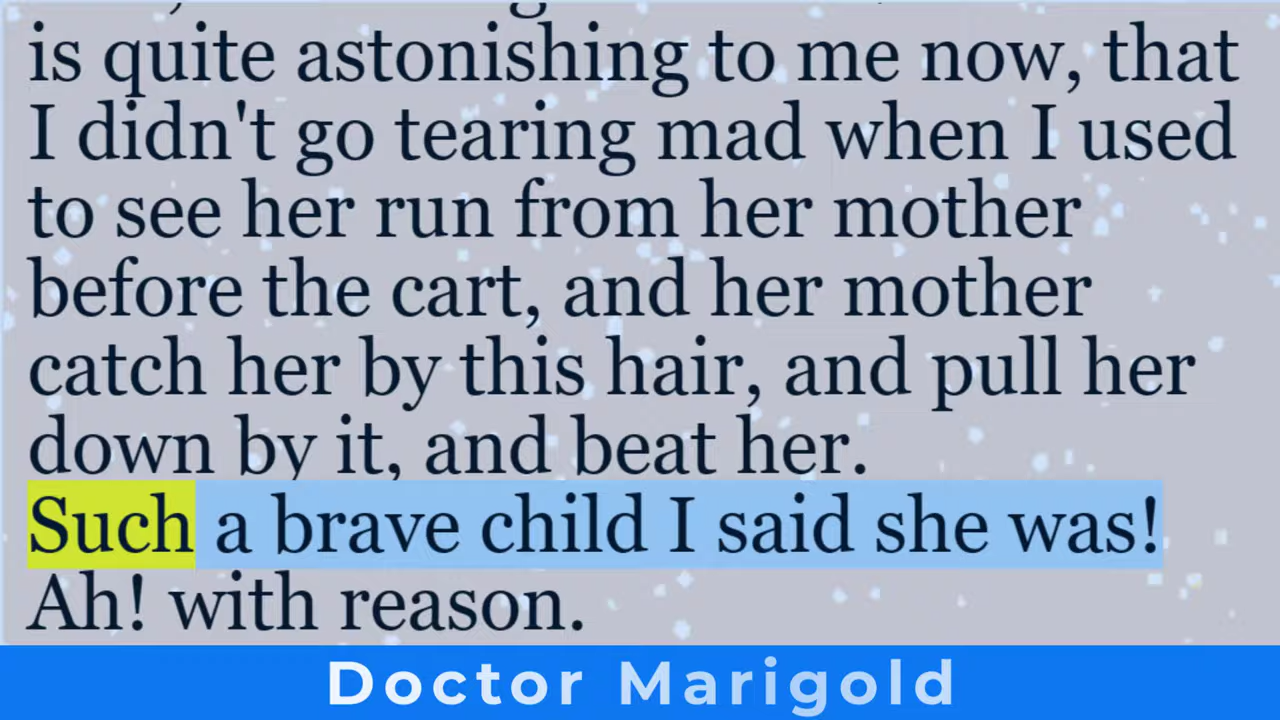 is quite astonishing to me now, that
I didn't go tearing mad when I used
to see her run from her mother
before the cart, and her mother
catch her by this hair, and pull her
down by it, and beat her.
Such a brave child I said she was!
Ah! with reason.
Doctor Marigold